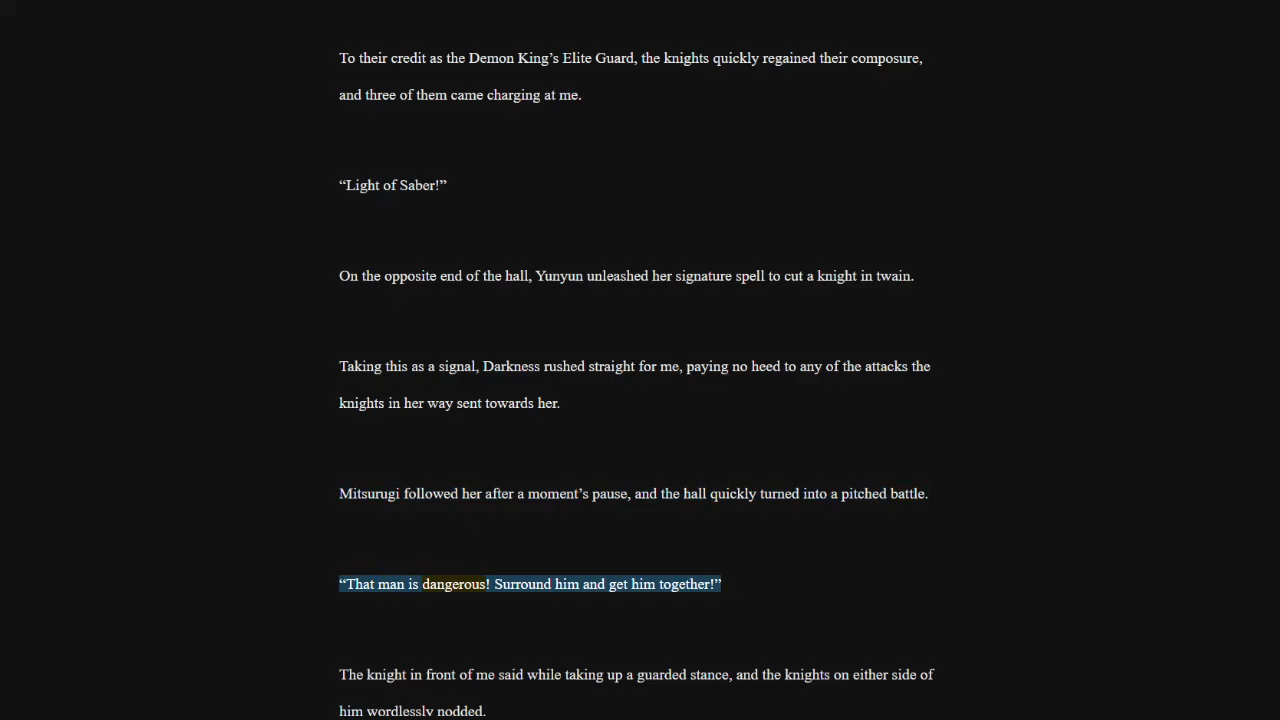 To their credit as the Demon King’s Elite Guard, the knights quickly regained their composure,
and three of them came charging at me.
“Light of Saber!”
On the opposite end of the hall, Yunyun unleashed her signature spell to cut a knight in twain.
Taking this as a signal, Darkness rushed straight for me, paying no heed to any of the attacks the
knights in her way sent towards her.
Mitsurugi followed her after a moment’s pause, and the hall quickly turned into a pitched battle.
“That man is dangerous! Surround him and get him together!”
The knight in front of me said while taking up a guarded stance, and the knights on either side of
him wordlessly nodded.